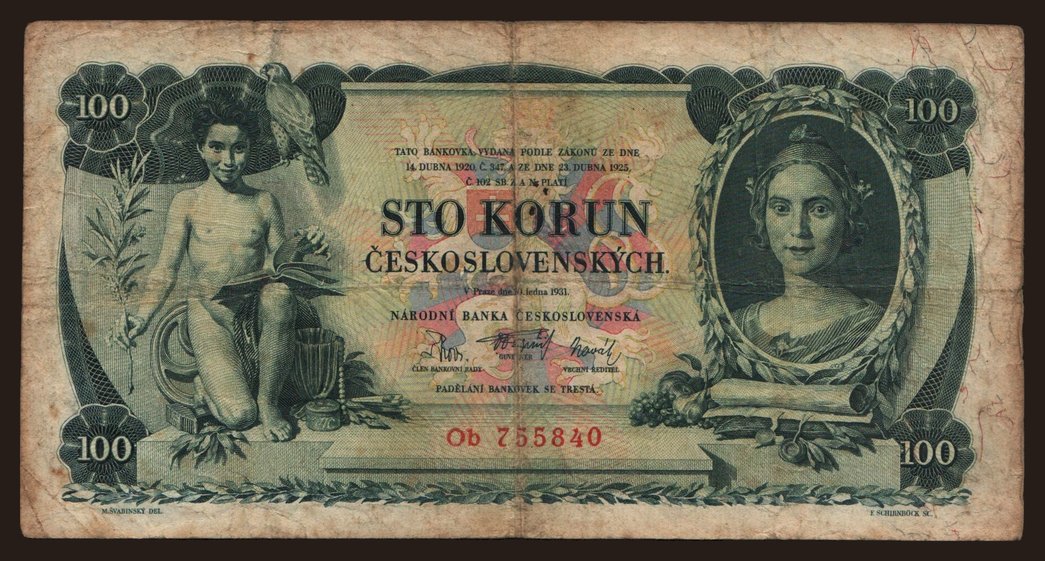 100
100
TATO BANKOVKA, VYDANÁ PODLE ZÁKONŮ ZE DNE
14. DUBNA 1920, Č. 347, A ZE DNE 23. DUBNA 1925,
Č. 102 SB. Z. A N. PLATÍ
STO KORUN
ČESKOSLOVENSKÝCH.
V Praze dne 10. ledna 1931.
NÁRODNÍ BANKA ČESKOSLOVENSKÁ
ČLEN BANKOVNÍ RADY
GUVERNÉR
VRCHNÍ ŘEDITEL
PADĚLÁNÍ BANKOVEK SE TRESTÁ.
Ob 755840
100
100
M. ŠVABINSKÝ DEL.
F. SCHIRNBÖCK SC.